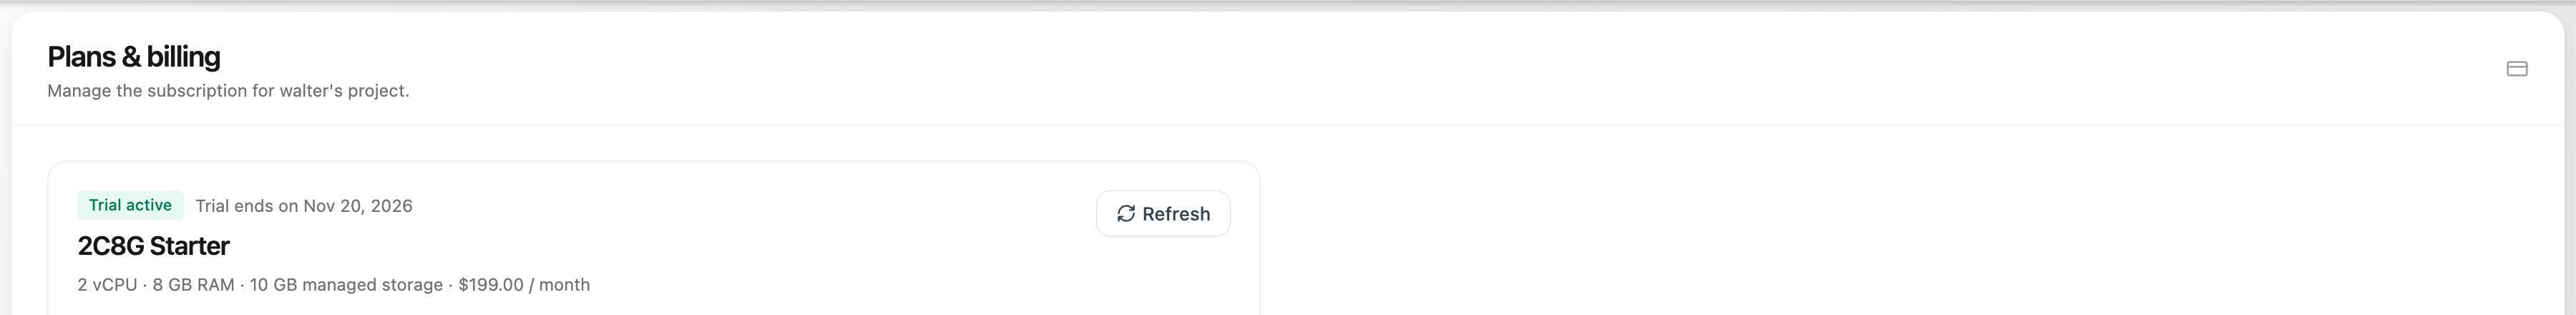 Plans & billing
Manage the subscription for walter's project.
Trial active Trial ends on Nov 20, 2026
Refresh
2C8G Starter
2 vCPU · 8 GB RAM · 10 GB managed storage · $199.00 / month